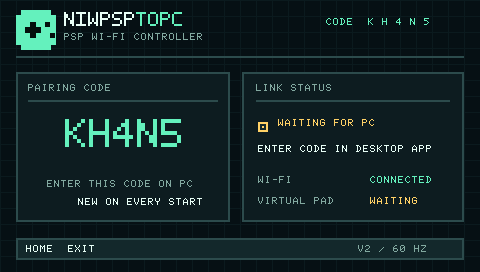 NIWPSPTOPC
PSP WI-FI CONTROLLER
CODE K H 4 N 5
PAIRING CODE
KH4N5
ENTER THIS CODE ON PC
NEW ON EVERY START
LINK STATUS
WAITING FOR PC
ENTER CODE IN DESKTOP APP
WI-FI CONNECTED
VIRTUAL PAD WAITING
HOME EXIT
V2 / 60 HZ